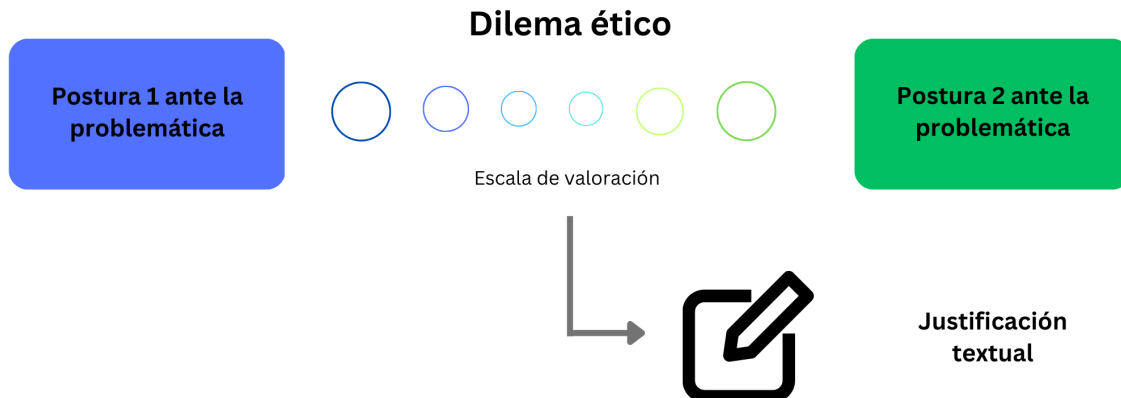 Dilema ético
Postura 1 ante la
problemática
Postura 2 ante la
problemática
Escala de valoración
Justificación
textual